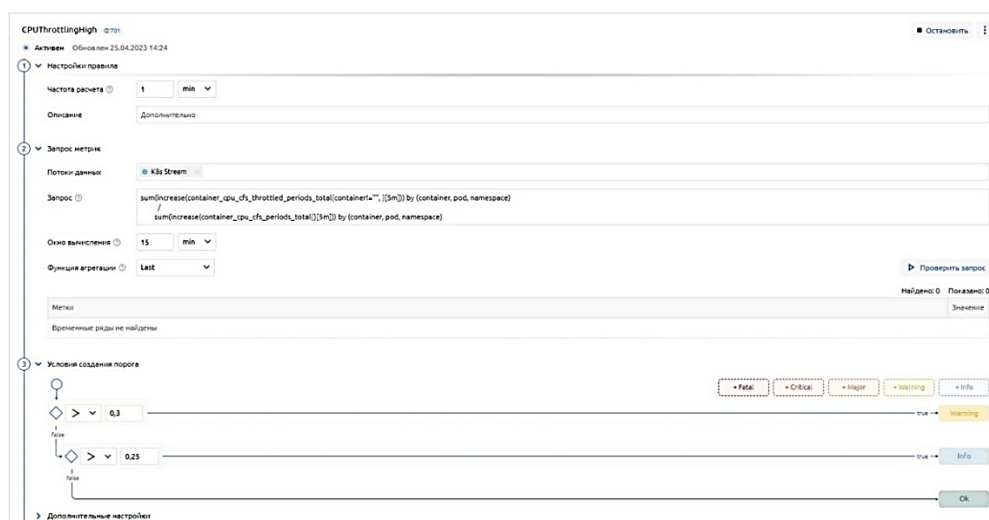 CPUThrottlingHigh ID:701
Остановить
Активен Обновлен 25.04.2023 14:24
1 Настройки правила
Частота расчета 1 min
Описание Дополнительно
2 Запрос метрик
Потоки данных K8s Stream
Запрос sum(increase(container_cpu_cfs_throttled_periods_total{container!="", }[5m])) by (container, pod, namespace)
/
sum(increase(container_cpu_cfs_periods_total{}[5m])) by (container, pod, namespace)
Окно вычисления 15 min
Функция агрегации Last
Проверить запрос
Найдено: 0 Показано: 0
Метки Значение
Временные ряды не найдены
3 Условия создания порога
+ Fatal + Critical + Major + Warning + Info
> 0,3 true Warning
false
> 0,25 true Info
false
Ok
Дополнительные настройки